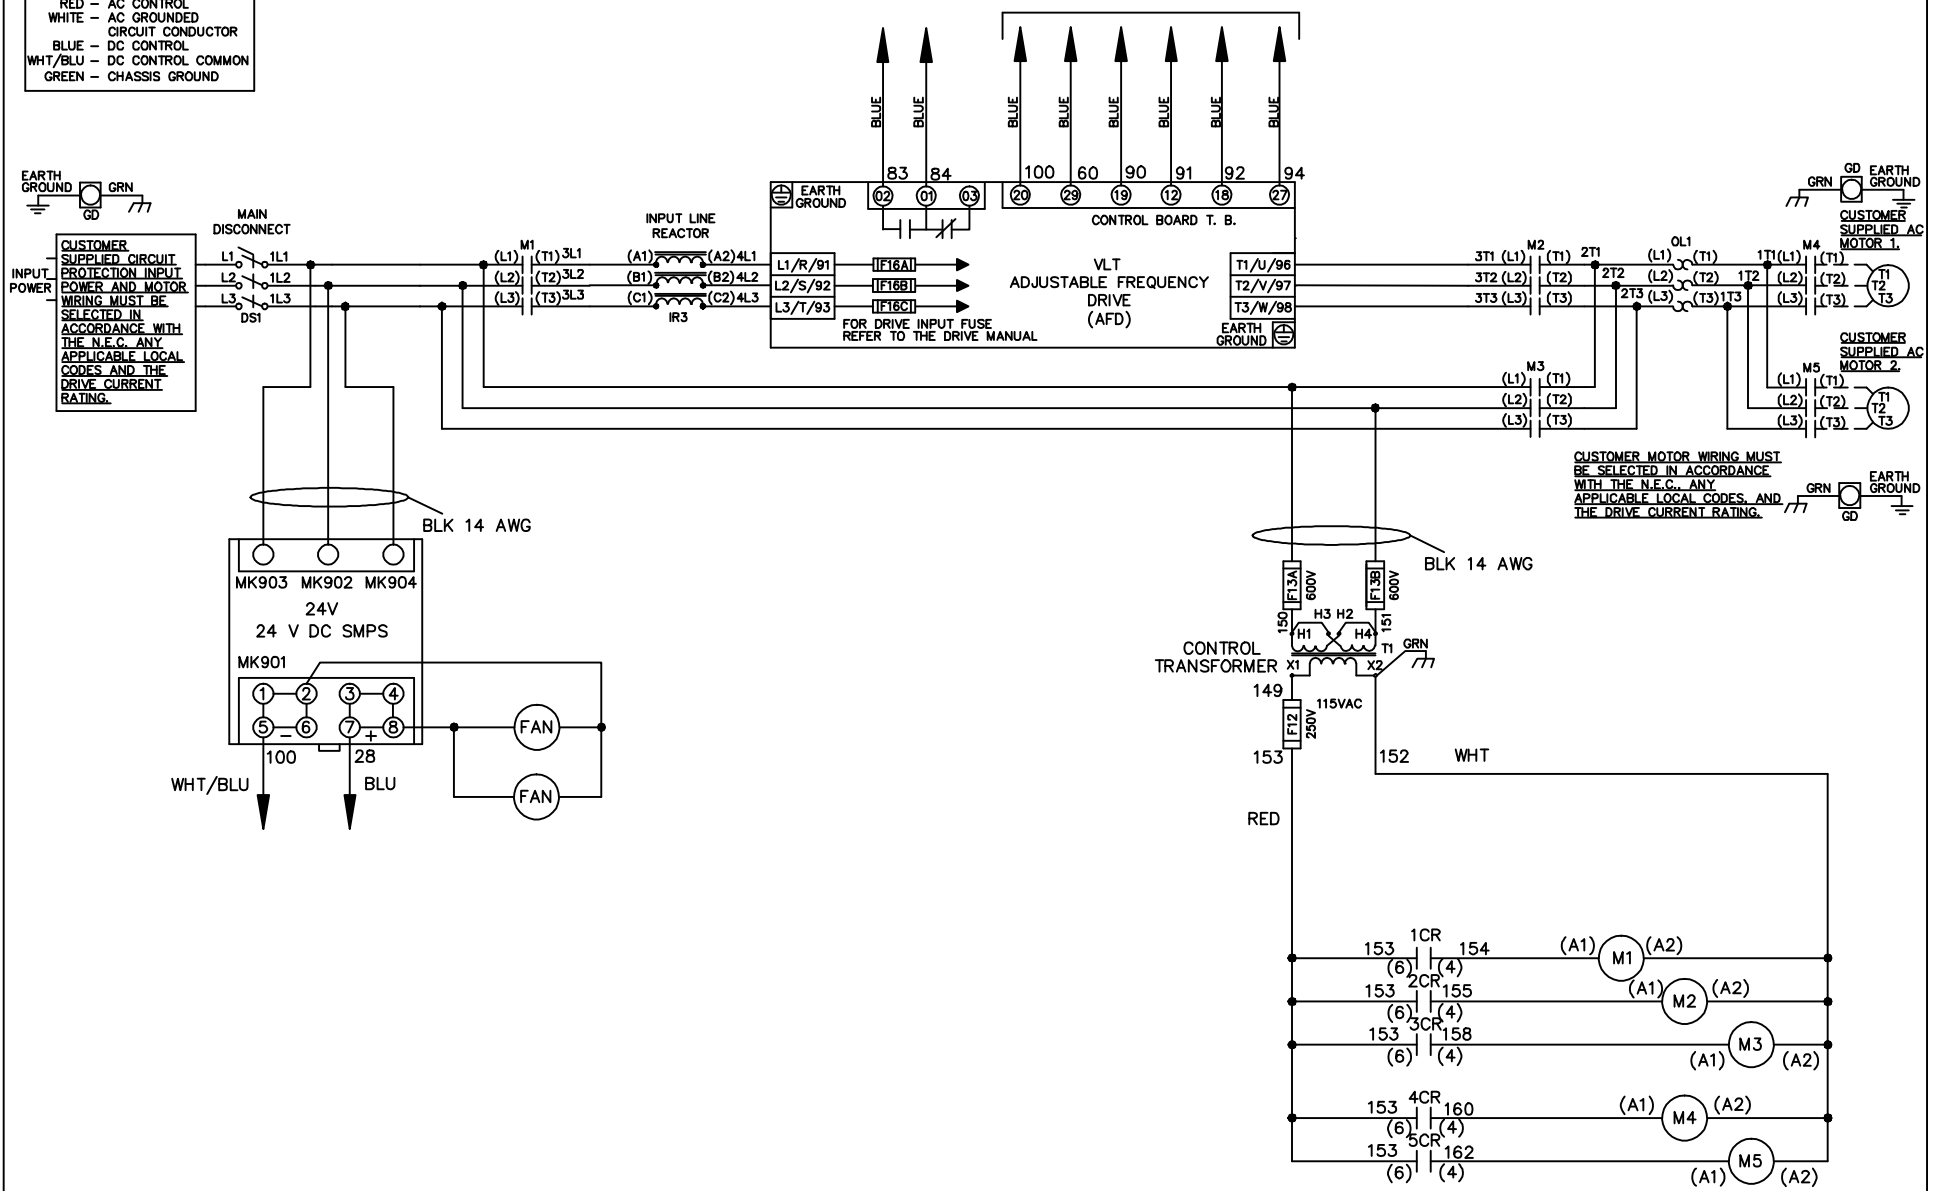 RED – AC CONTROL
WHITE – AC GROUNDED
CIRCUIT CONDUCTOR
BLUE – DC CONTROL
WHT/BLU – DC CONTROL COMMON
GREEN – CHASSIS GROUND
BLUE BLUE BLUE BLUE BLUE BLUE BLUE BLUE
83 84 100 60 90 91 92 94
EARTH
GROUND
GRN
GD
EARTH
GROUND
02 01 03 20 29 19 12 18 27
CONTROL BOARD T. B.
GD
EARTH
GROUND
GRN
MAIN
DISCONNECT
INPUT LINE
REACTOR
CUSTOMER
SUPPLIED AC
MOTOR 1.
INPUT
POWER
CUSTOMER
SUPPLIED CIRCUIT
PROTECTION INPUT
POWER AND MOTOR
WIRING MUST BE
SELECTED IN
ACCORDANCE WITH
THE N.E.C. ANY
APPLICABLE LOCAL
CODES AND THE
DRIVE CURRENT
RATING.
L1 1L1
L2 1L2
L3 1L3
DS1
M1
(L1) (T1) 3L1
(L2) (T2) 3L2
(L3) (T3) 3L3
(A1) (A2) 4L1
(B1) (B2) 4L2
(C1) (C2) 4L3
IR3
L1/R/91 F16A
L2/S/92 F16B
L3/T/93 F16C
FOR DRIVE INPUT FUSE
REFER TO THE DRIVE MANUAL
VLT
ADJUSTABLE FREQUENCY
DRIVE
(AFD)
T1/U/96
T2/V/97
T3/W/98
EARTH
GROUND
M2
3T1 (L1) (T1) 2T1
3T2 (L2) (T2) 2T2
3T3 (L3) (T3) 2T3
OL1
(L1) (T1) 1T1
(L2) (T2) 1T2
(L3) (T3) 1T3
M4
(L1) (T1)
(L2) (T2)
(L3) (T3)
T1
T2
T3
M3
(L1) (T1)
(L2) (T2)
(L3) (T3)
CUSTOMER
SUPPLIED AC
MOTOR 2.
M5
(L1) (T1)
(L2) (T2)
(L3) (T3)
T1
T2
T3
CUSTOMER MOTOR WIRING MUST
BE SELECTED IN ACCORDANCE
WITH THE N.E.C., ANY
APPLICABLE LOCAL CODES, AND
THE DRIVE CURRENT RATING.
GRN
GD
EARTH
GROUND
BLK 14 AWG
MK903 MK902 MK904
24V
24 V DC SMPS
MK901
1 2 3 4
5 – 6 7 + 8
100 28
WHT/BLU
BLU
FAN
FAN
BLK 14 AWG
F13A 600V
F13B 600V
150 151
H3 H2
H1 H4
T1
GRN
CONTROL
TRANSFORMER
X1 X2
149
115VAC
F12 250V
153
152
WHT
RED
1CR
153 154 (A1) M1 (A2)
(6) (4)
2CR
153 155 (A1) M2 (A2)
(6) (4)
3CR
153 158 M3
(6) (4) (A1) (A2)
4CR
153 160 (A1) M4 (A2)
(6) (4)
5CR
153 162 M5
(6) (4) (A1) (A2)